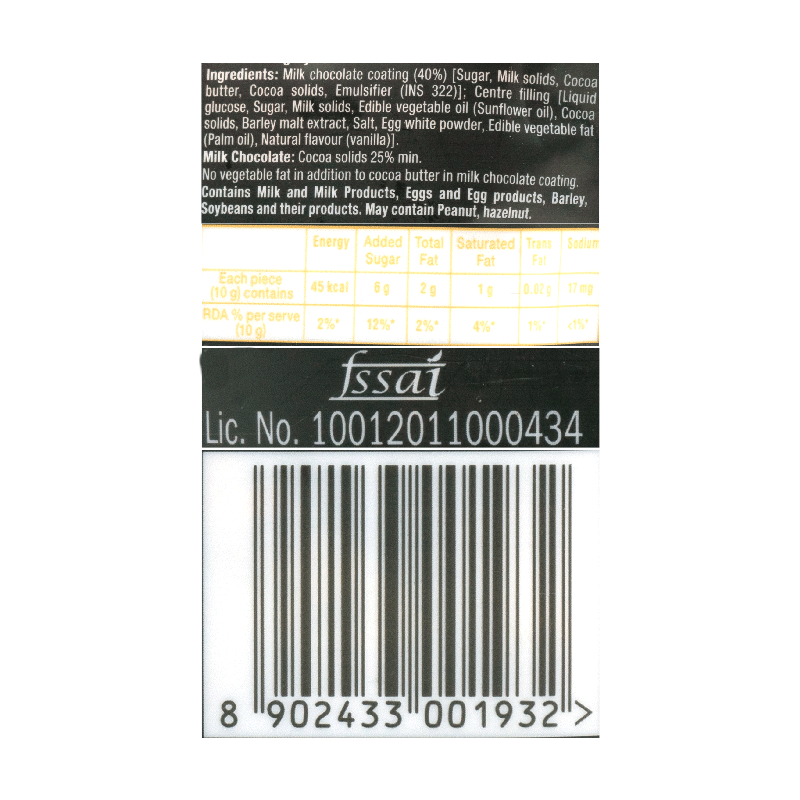 Ingredients: Milk chocolate coating (40%) [Sugar, Milk solids, Cocoa
butter, Cocoa solids, Emulsifier (INS 322)]; Centre filling [Liquid
glucose, Sugar, Milk solids, Edible vegetable oil (Sunflower oil), Cocoa
solids, Barley malt extract, Salt, Egg white powder, Edible vegetable fat
(Palm oil), Natural flavour (vanilla)].
Milk Chocolate: Cocoa solids 25% min.
No vegetable fat in addition to cocoa butter in milk chocolate coating.
Contains Milk and Milk Products, Eggs and Egg products, Barley,
Soybeans and their products. May contain Peanut, hazelnut.
Energy Added Total Saturated Trans Sodium
Sugar Fat Fat Fat
Each piece
(10 g) contains 45 kcal 6 g 2 g 1 g 0.02 g 17 mg
RDA % per serve
(10 g) 2%* 12%* 2%* 4%* 1%* <1%*
fssai
Lic. No. 10012011000434
8 902433 001932 >